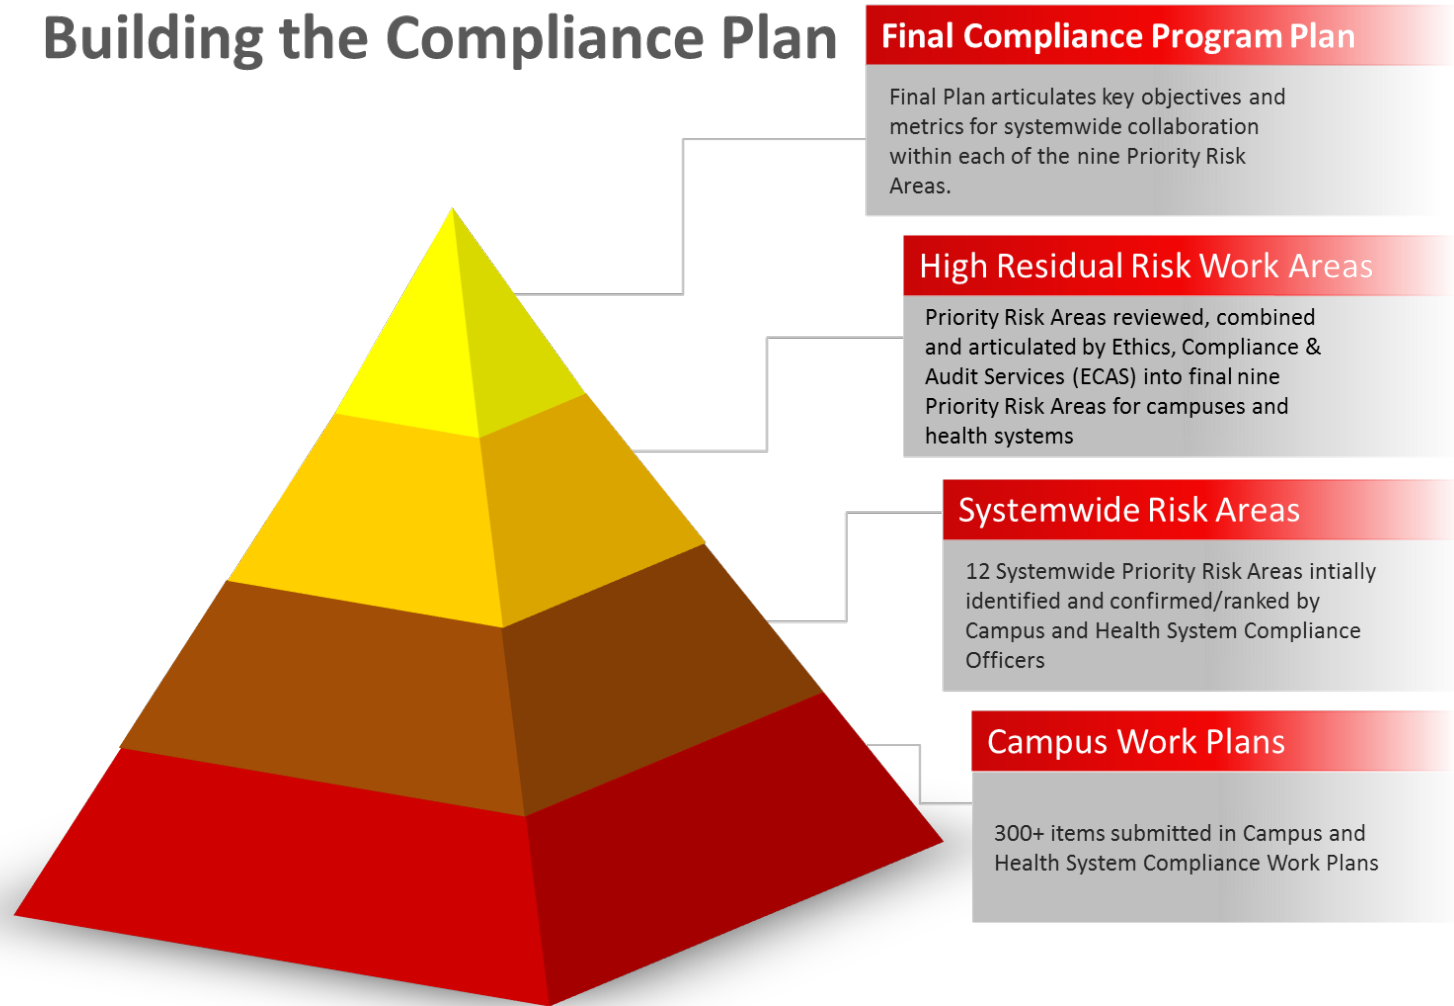 Building the Compliance Plan
Final Compliance Program Plan
Final Plan articulates key objectives and
metrics for systemwide collaboration
within each of the nine Priority Risk
Areas.
High Residual Risk Work Areas
Priority Risk Areas reviewed, combined
and articulated by Ethics, Compliance &
Audit Services (ECAS) into final nine
Priority Risk Areas for campuses and
health systems
Systemwide Risk Areas
12 Systemwide Priority Risk Areas intially
identified and confirmed/ranked by
Campus and Health System Compliance
Officers
Campus Work Plans
300+ items submitted in Campus and
Health System Compliance Work Plans